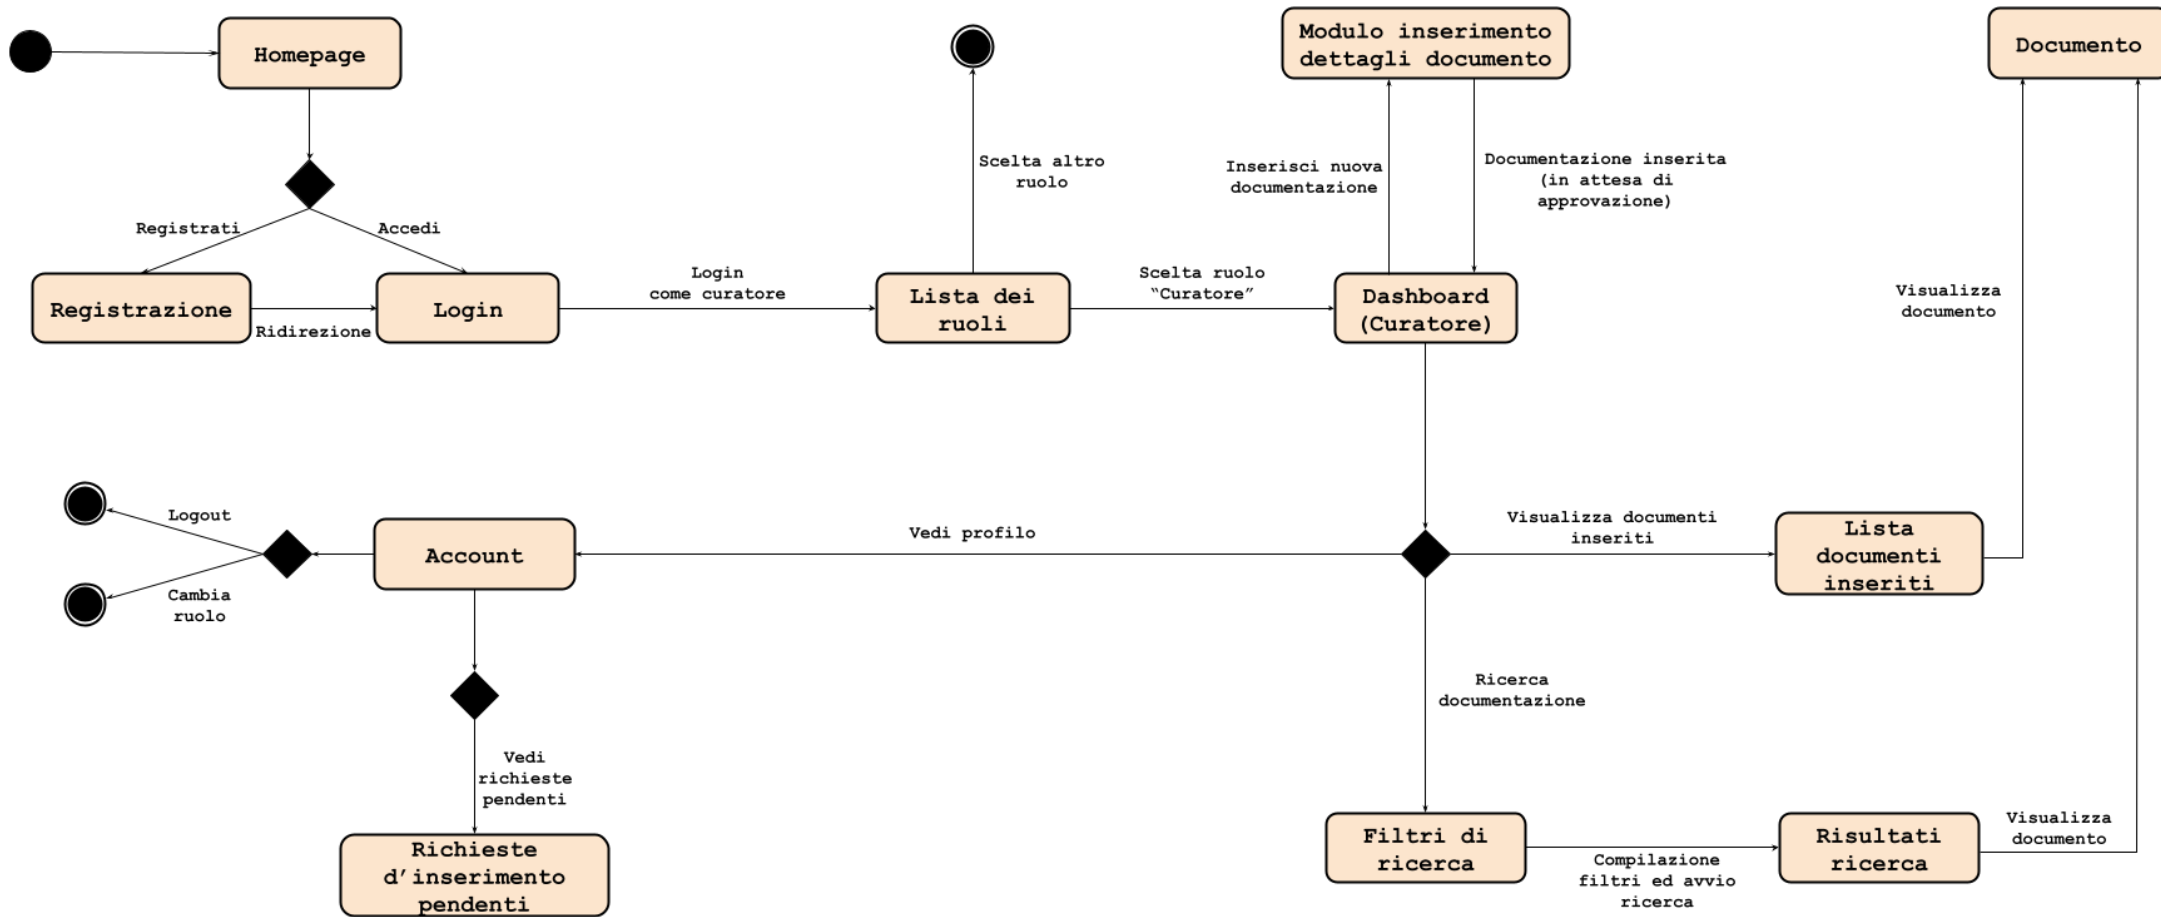 Homepage
Modulo inserimento
dettagli documento
Documento
Scelta altro
ruolo
Inserisci nuova
documentazione
Documentazione inserita
(in attesa di
approvazione)
Registrati
Accedi
Registrazione
Ridirezione
Login
Login
come curatore
Lista dei
ruoli
Scelta ruolo
“Curatore”
Dashboard
(Curatore)
Visualizza
documento
Logout
Cambia
ruolo
Account
Vedi profilo
Visualizza documenti
inseriti
Lista
documenti
inseriti
Ricerca
documentazione
Vedi
richieste
pendenti
Richieste
d’inserimento
pendenti
Filtri di
ricerca
Compilazione
filtri ed avvio
ricerca
Risultati
ricerca
Visualizza
documento